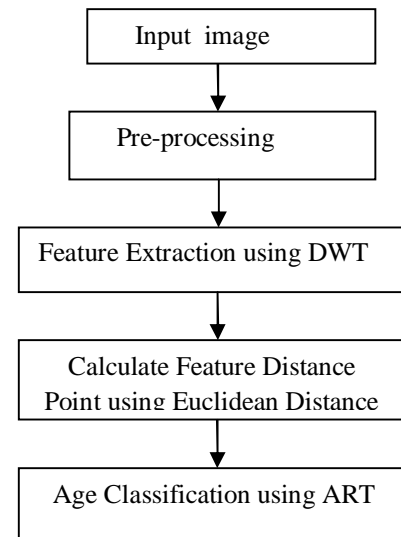 Input image
Pre-processing
Feature Extraction using DWT
Calculate Feature Distance
Point using Euclidean Distance
Age Classification using ART